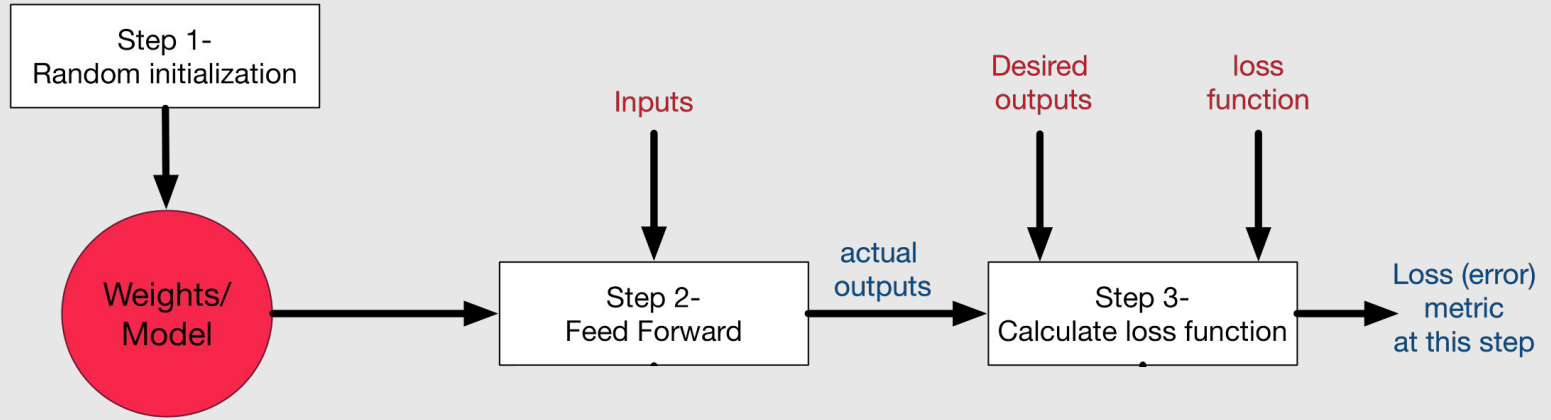 Step 1-
Random initialization
Weights/
Model
Inputs
Step 2-
Feed Forward
actual
outputs
Desired
outputs
loss
function
Step 3-
Calculate loss function
Loss (error)
metric
at this step